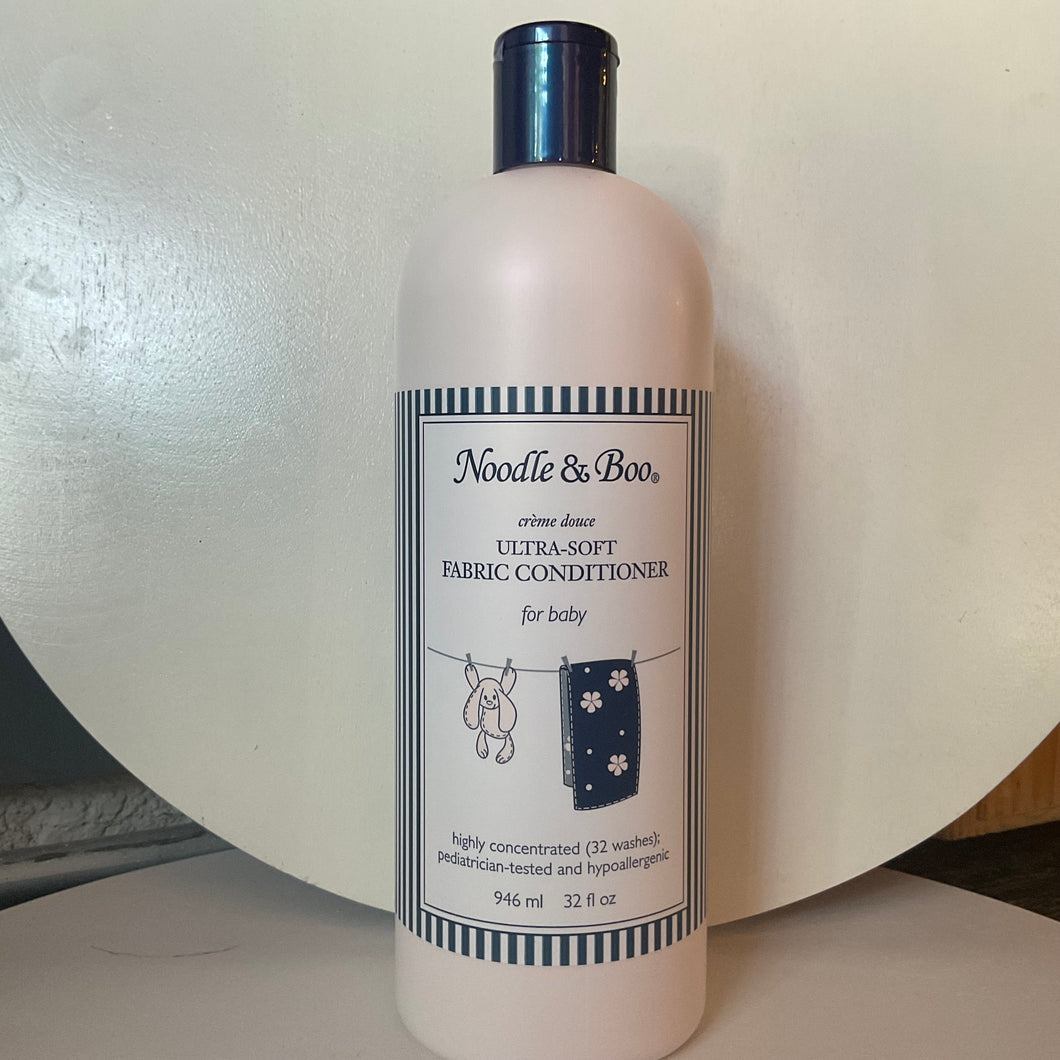 Noodle & Boo®
crème douce
ULTRA-SOFT
FABRIC CONDITIONER
for baby
highly concentrated (32 washes);
pediatrician-tested and hypoallergenic
946 ml 32 fl oz